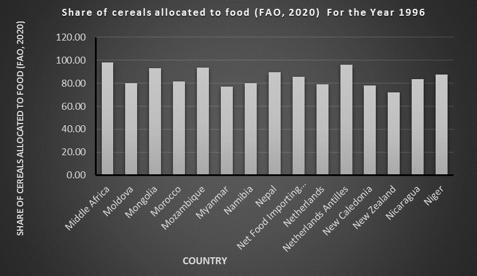 Share of cereals allocated to food (FAO, 2020) For the Year 1996
SHARE OF CEREALS ALLOCATED TO FOOD (FAO, 2020)
120.00
100.00
80.00
60.00
40.00
20.00
0.00
Middle Africa
Moldova
Mongolia
Morocco
Mozambique
Myanmar
Namibia
Nepal
Net Food Importing...
Netherlands
Netherlands Antilles
New Caledonia
New Zealand
Nicaragua
Niger
COUNTRY